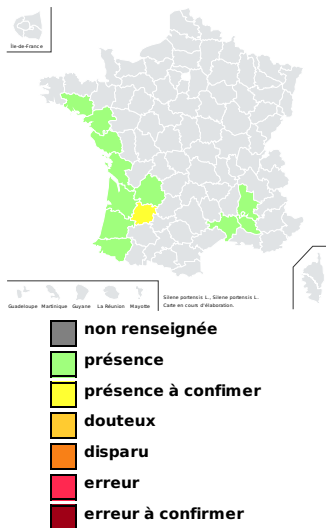 Île-de-France
Guadeloupe Martinique Guyane La Réunion Mayotte
Silene portensis L., Silene portensis L.
Carte en cours d'élaboration.
non renseignée
présence
présence à confimer
douteux
disparu
erreur
erreur à confirmer